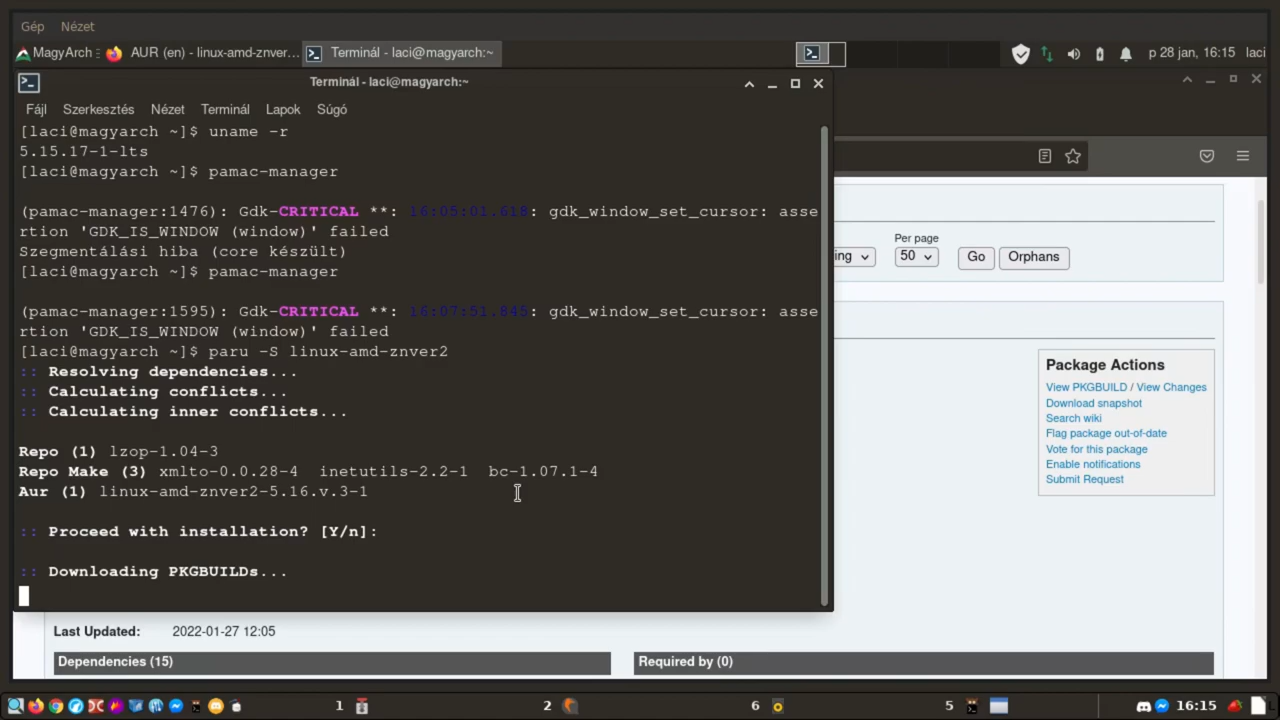 Gép Nézet
MagyArch
AUR (en) - linux-amd-znver...
Terminál - laci@magyarch:~
p 28 jan, 16:15 laci
Terminál - laci@magyarch:~
Fájl Szerkesztés Nézet Terminál Lapok Súgó
[laci@magyarch ~]$ uname -r
5.15.17-1-lts
[laci@magyarch ~]$ pamac-manager
(pamac-manager:1476): Gdk-CRITICAL **: 16:05:01.618: gdk_window_set_cursor: asse
rtion 'GDK_IS_WINDOW (window)' failed
Szegmentálási hiba (core készült)
[laci@magyarch ~]$ pamac-manager
(pamac-manager:1595): Gdk-CRITICAL **: 16:07:51.845: gdk_window_set_cursor: asse
rtion 'GDK_IS_WINDOW (window)' failed
[laci@magyarch ~]$ paru -S linux-amd-znver2
:: Resolving dependencies...
:: Calculating conflicts...
:: Calculating inner conflicts...
Repo (1) lzop-1.04-3
Repo Make (3) xmlto-0.0.28-4 inetutils-2.2-1 bc-1.07.1-4
Aur (1) linux-amd-znver2-5.16.v.3-1
:: Proceed with installation? [Y/n]:
:: Downloading PKGBUILDs...
Per page
ing 50 Go Orphans
Package Actions
View PKGBUILD / View Changes
Download snapshot
Search wiki
Flag package out-of-date
Vote for this package
Enable notifications
Submit Request
Last Updated: 2022-01-27 12:05
Dependencies (15)
Required by (0)
1 2 6 5 16:15